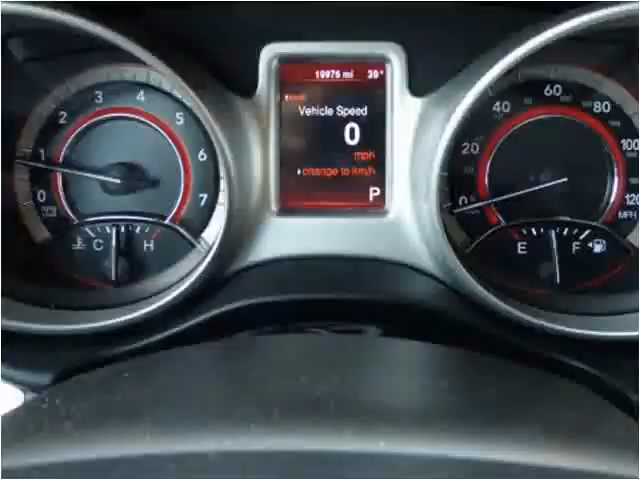 19976 mi 39°
Vehicle Speed
0
mph
change to km/h
P
0 1 2 3 4 5 6 7
C H
0 20 40 60 80 100 120
MPH
E F